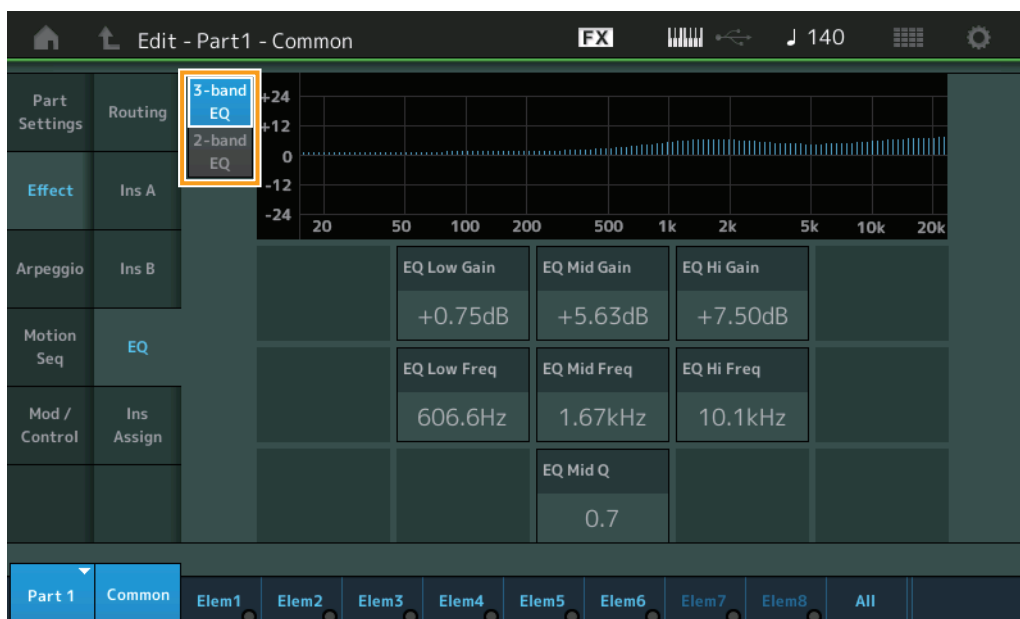 Edit - Part1 - Common
FX
♩ 140
Part
Settings
Effect
Arpeggio
Motion
Seq
Mod /
Control
Routing
Ins A
Ins B
EQ
Ins
Assign
3-band
EQ
2-band
EQ
+24
+12
0
-12
-24
20 50 100 200 500 1k 2k 5k 10k 20k
EQ Low Gain
+0.75dB
EQ Mid Gain
+5.63dB
EQ Hi Gain
+7.50dB
EQ Low Freq
606.6Hz
EQ Mid Freq
1.67kHz
EQ Hi Freq
10.1kHz
EQ Mid Q
0.7
Part 1
Common
Elem1
Elem2
Elem3
Elem4
Elem5
Elem6
Elem7
Elem8
All